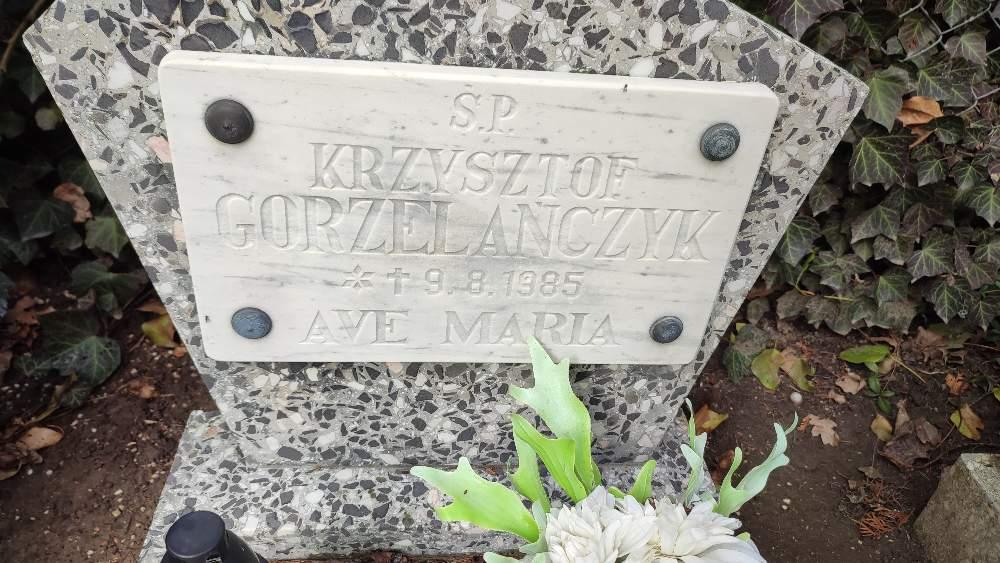 Ś.P.
KRZYSZTOF
GORZELAŃCZYK
* † 9.8.1985
AVE MARIA